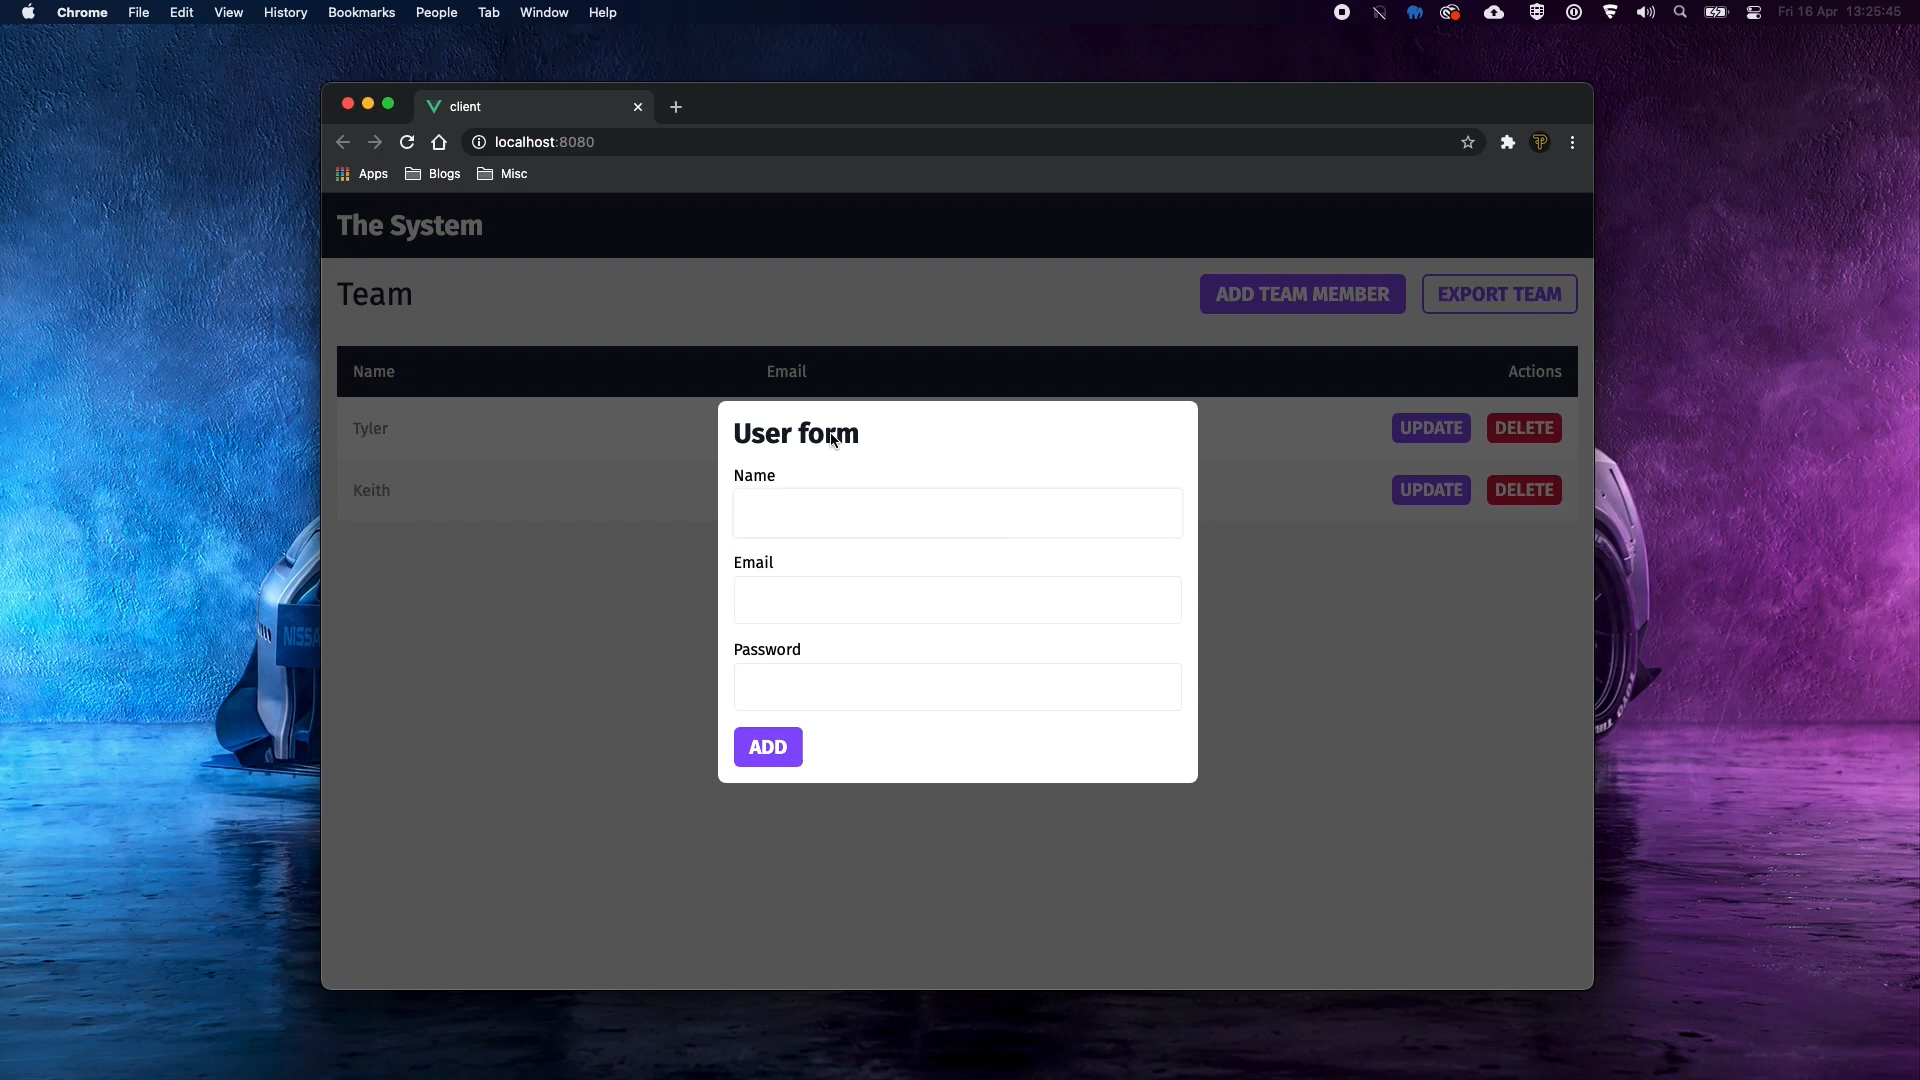 Chrome File Edit View History Bookmarks People Tab Window Help Fri 16 Apr 13:25:45
client
localhost:8080
Apps Blogs Misc
The System
Team ADD TEAM MEMBER EXPORT TEAM
Name Email Actions
Tyler UPDATE DELETE
Keith UPDATE DELETE
User form
Name
Email
Password
ADD